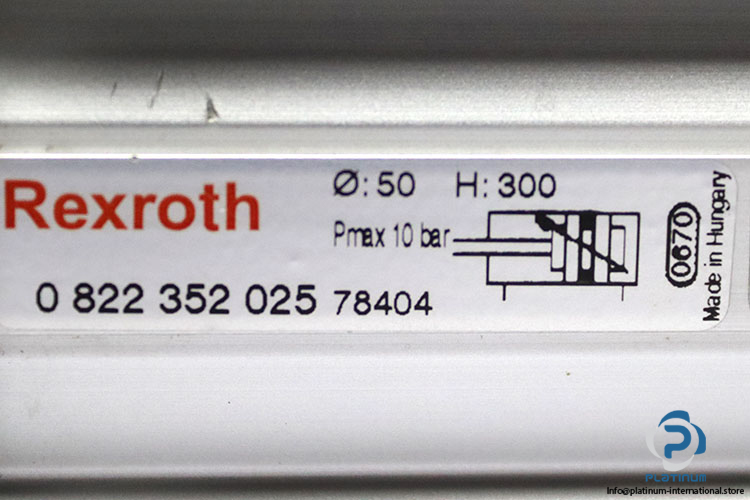 Rexroth
Ø: 50 H: 300
Pmax 10 bar
0 822 352 025 78404
0670
Made in Hungary
PLATINUM
Info@platinum-international.store